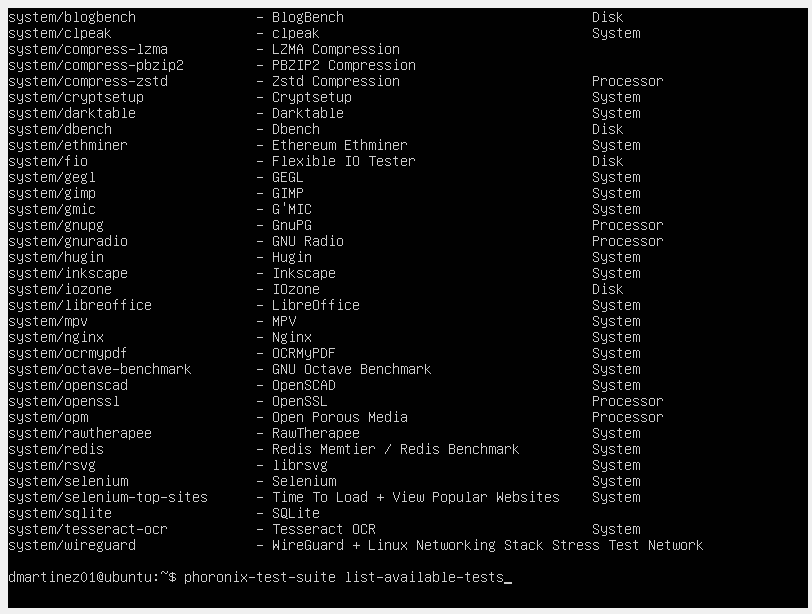 system/blogbench - BlogBench Disk
system/clpeak - clpeak System
system/compress-lzma - LZMA Compression
system/compress-pbzip2 - PBZIP2 Compression
system/compress-zstd - Zstd Compression Processor
system/cryptsetup - Cryptsetup System
system/darktable - Darktable System
system/dbench - Dbench Disk
system/ethminer - Ethereum Ethminer System
system/fio - Flexible IO Tester Disk
system/gegl - GEGL System
system/gimp - GIMP System
system/gmic - G'MIC System
system/gnupg - GnuPG Processor
system/gnuradio - GNU Radio Processor
system/hugin - Hugin System
system/inkscape - Inkscape System
system/iozone - IOzone Disk
system/libreoffice - LibreOffice System
system/mpv - MPV System
system/nginx - Nginx System
system/ocrmypdf - OCRMyPDF System
system/octave-benchmark - GNU Octave Benchmark System
system/openscad - OpenSCAD System
system/openssl - OpenSSL Processor
system/opm - Open Porous Media Processor
system/rawtherapee - RawTherapee System
system/redis - Redis Memtier / Redis Benchmark System
system/rsvg - librsvg System
system/selenium - Selenium System
system/selenium-top-sites - Time To Load + View Popular Websites System
system/sqlite - SQLite
system/tesseract-ocr - Tesseract OCR System
system/wireguard - WireGuard + Linux Networking Stack Stress Test Network
dmartinez01@ubuntu:~$ phoronix-test-suite list-available-tests_